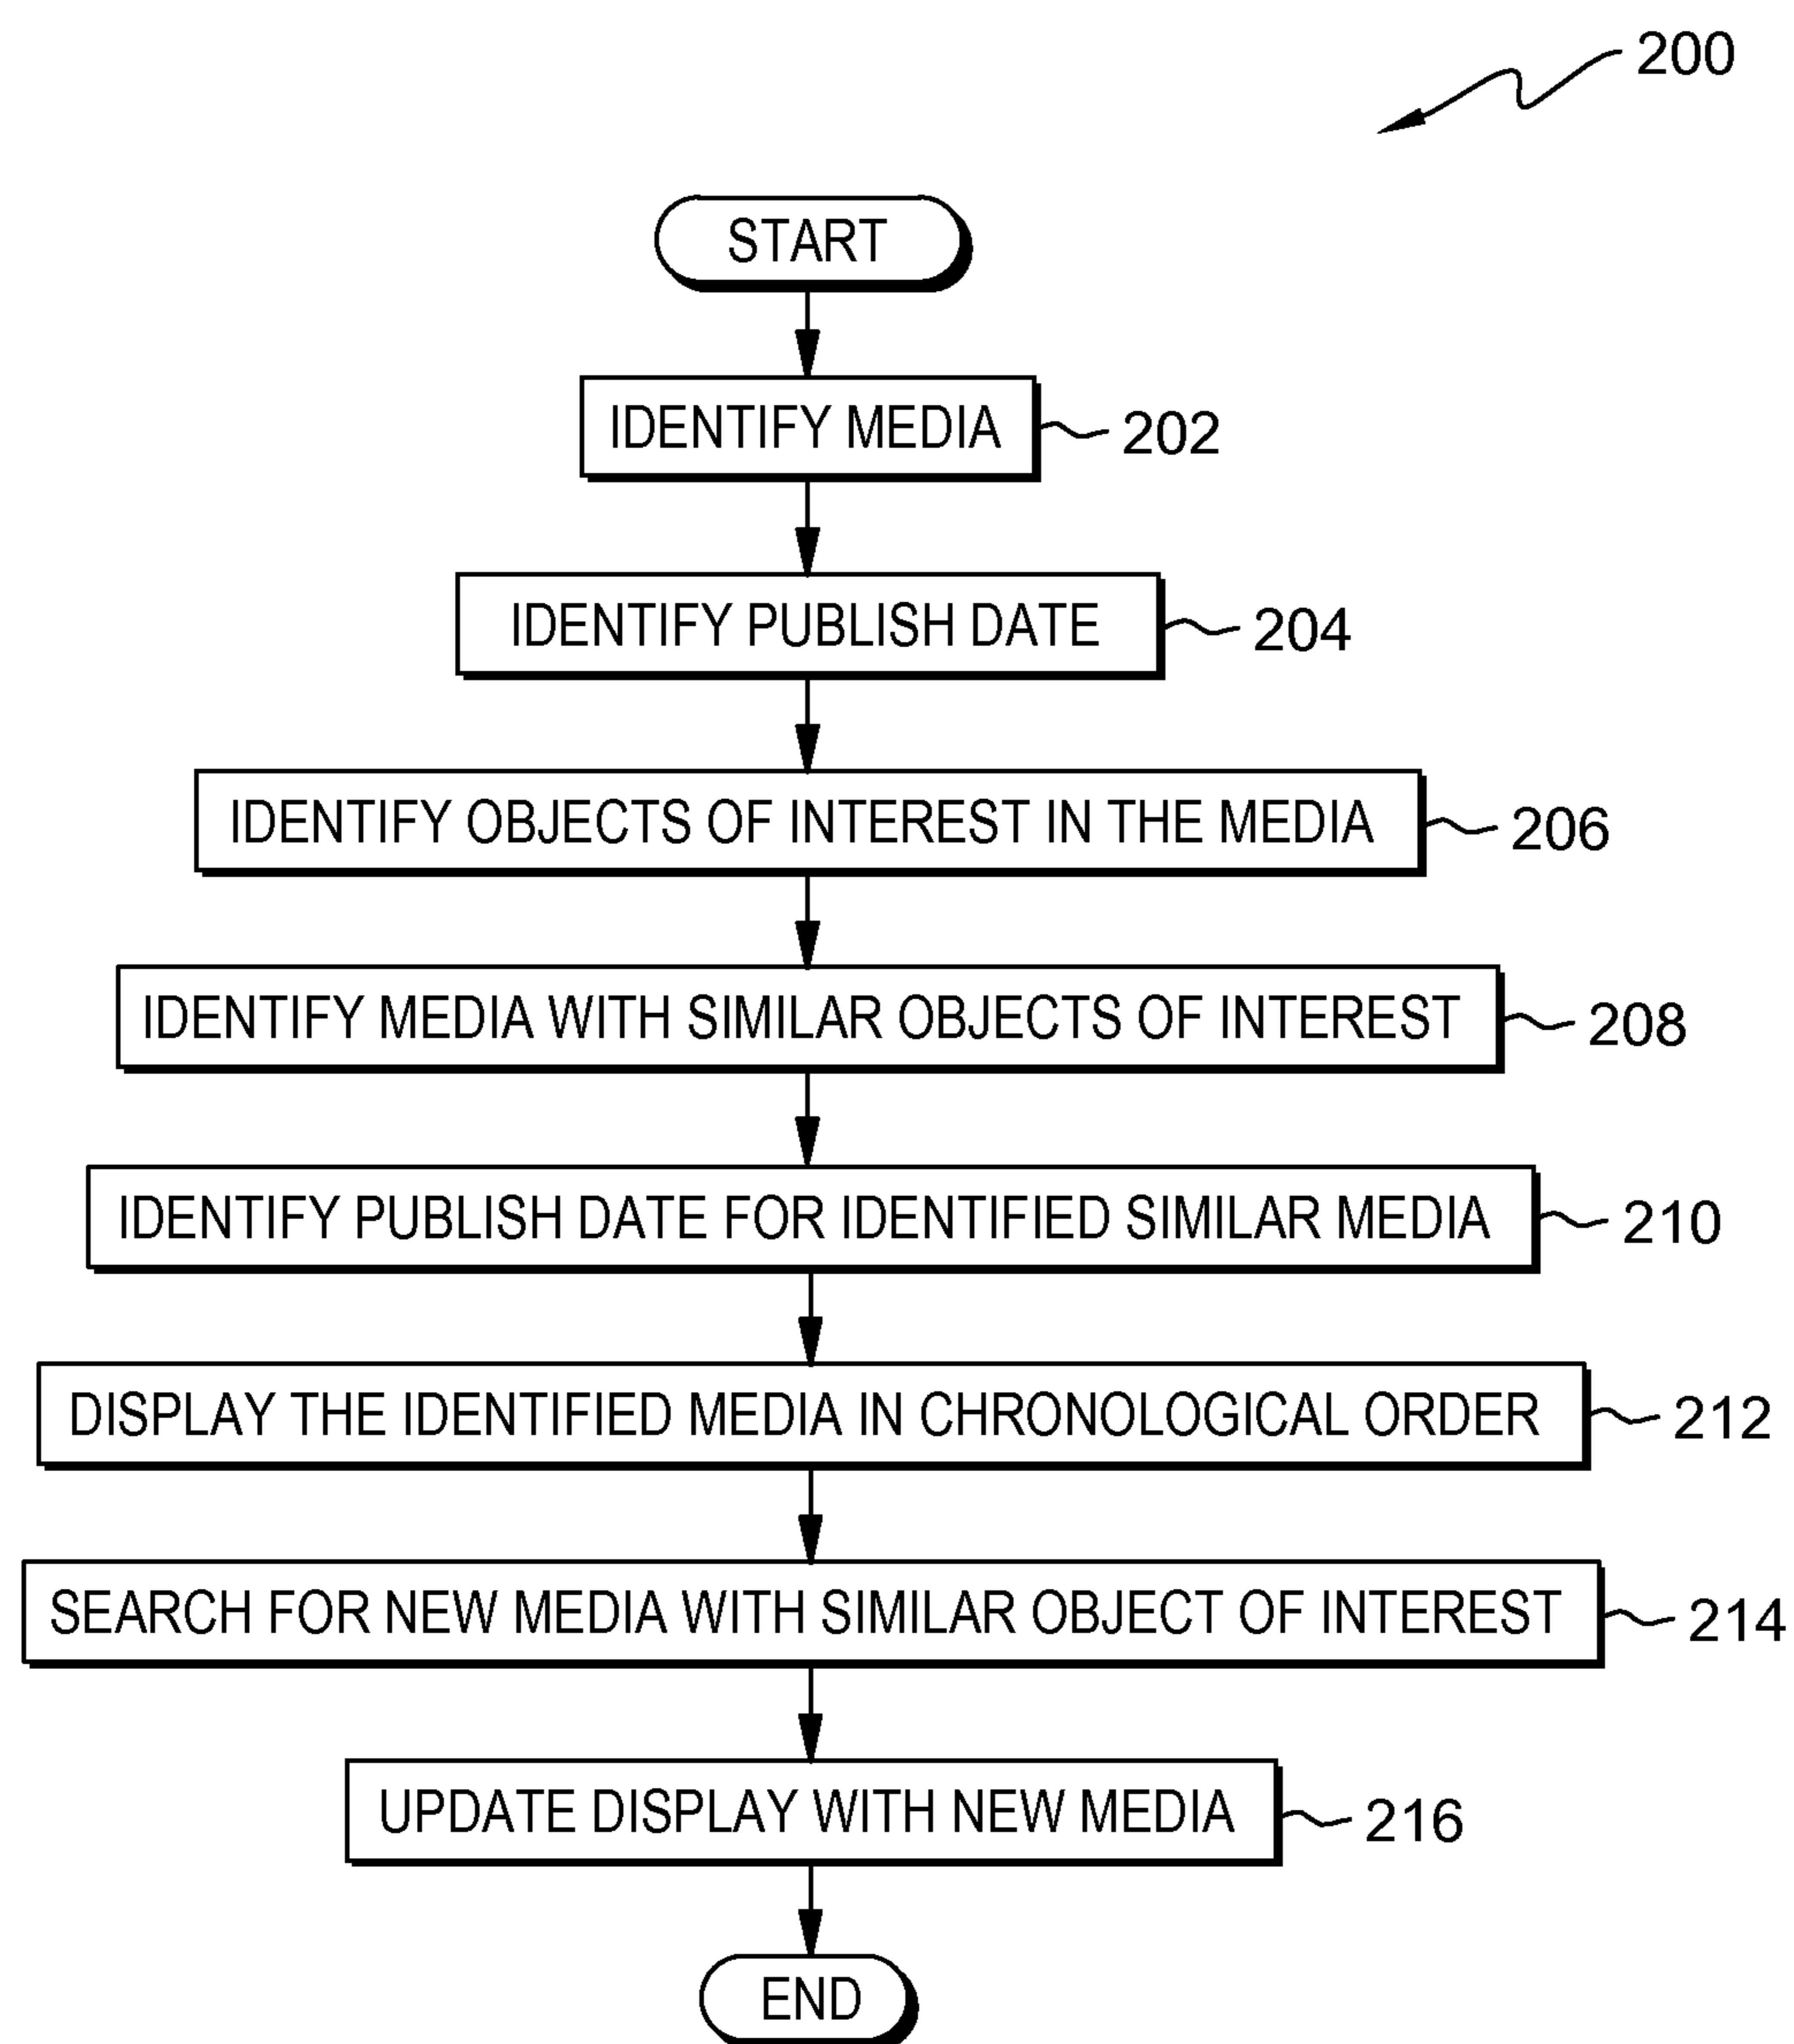 200
START
IDENTIFY MEDIA
202
IDENTIFY PUBLISH DATE
204
IDENTIFY OBJECTS OF INTEREST IN THE MEDIA
206
IDENTIFY MEDIA WITH SIMILAR OBJECTS OF INTEREST
208
IDENTIFY PUBLISH DATE FOR IDENTIFIED SIMILAR MEDIA
210
DISPLAY THE IDENTIFIED MEDIA IN CHRONOLOGICAL ORDER
212
SEARCH FOR NEW MEDIA WITH SIMILAR OBJECT OF INTEREST
214
UPDATE DISPLAY WITH NEW MEDIA
216
END